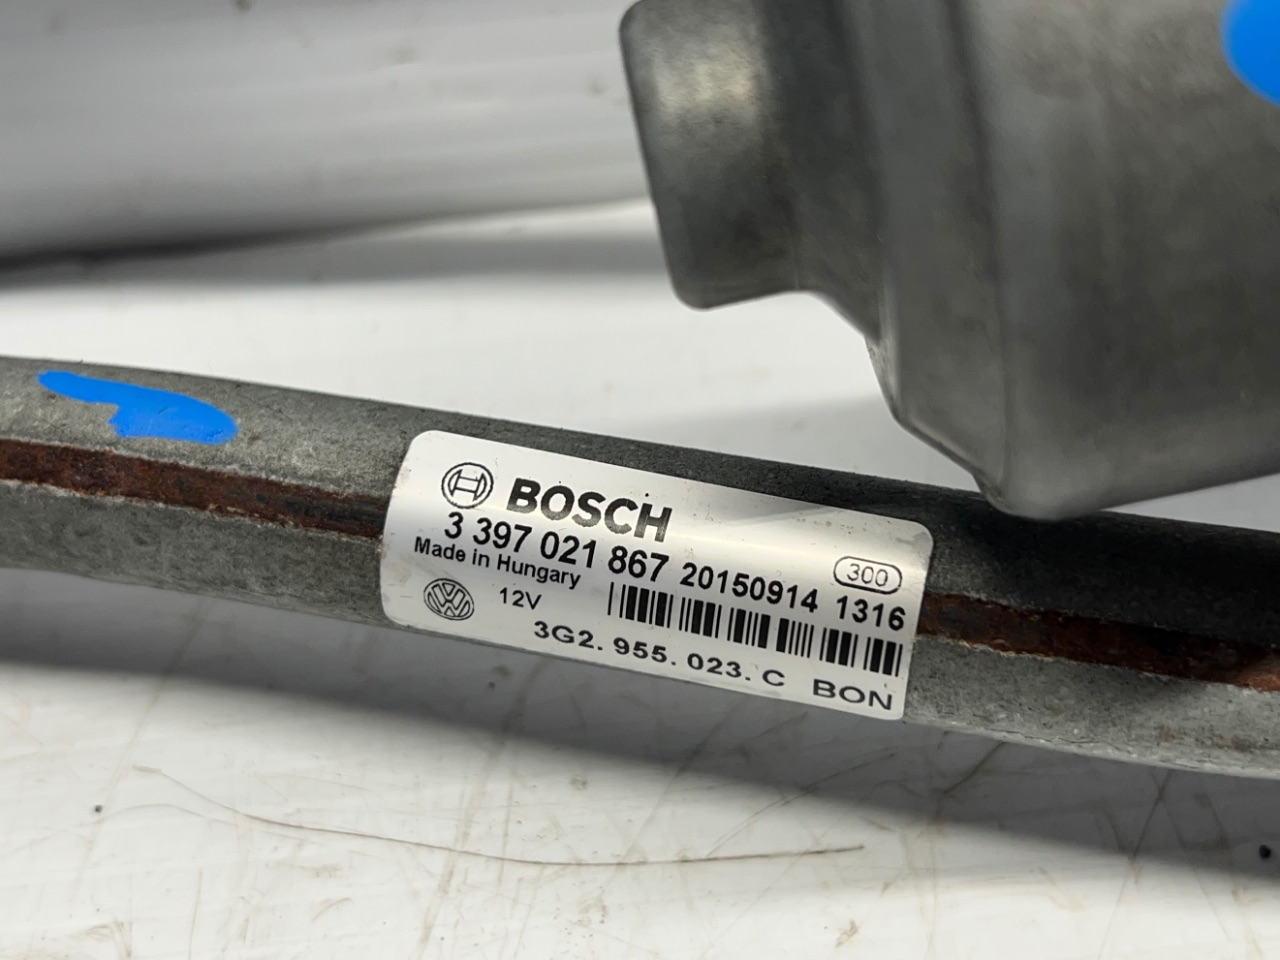 BOSCH
3 397 021 867 20150914 1316
300
Made in Hungary
12V
3G2. 955. 023. C BON